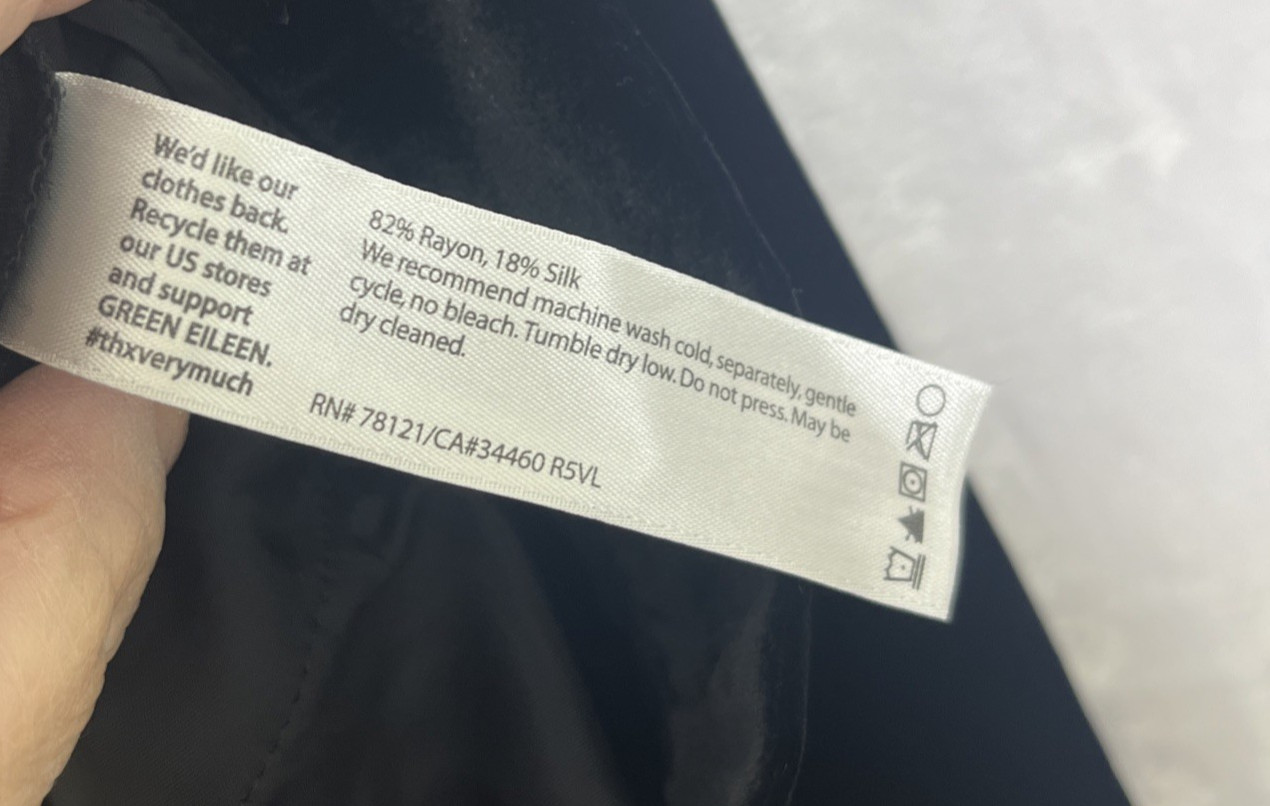 We'd like our
clothes back.
Recycle them at
our US stores
and support
GREEN EILEEN.
#thxverymuch
82% Rayon, 18% Silk
We recommend machine wash cold, separately, gentle
cycle, no bleach. Tumble dry low. Do not press. May be
dry cleaned.
RN# 78121/CA#34460 R5VL